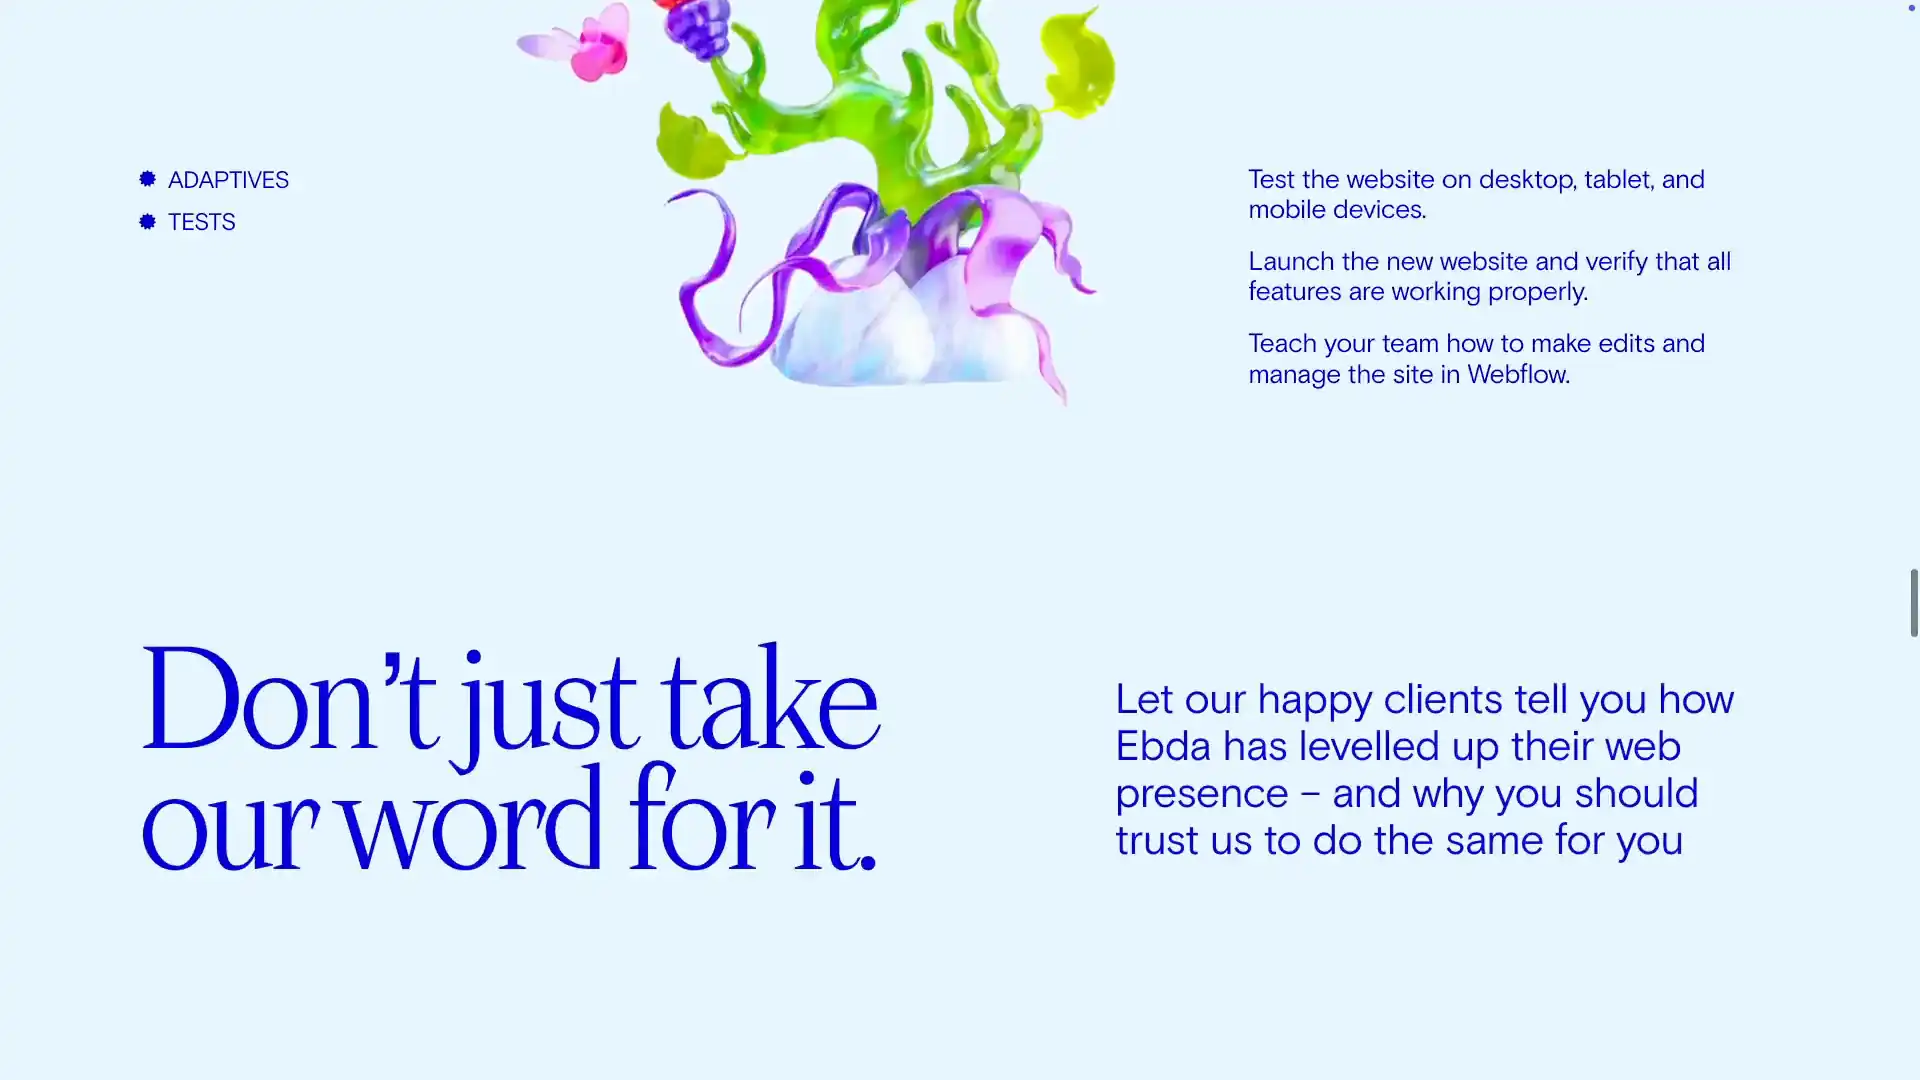 ADAPTIVES
TESTS
Test the website on desktop, tablet, and
mobile devices.
Launch the new website and verify that all
features are working properly.
Teach your team how to make edits and
manage the site in Webflow.
Don’t just take
our word for it.
Let our happy clients tell you how
Ebda has levelled up their web
presence – and why you should
trust us to do the same for you